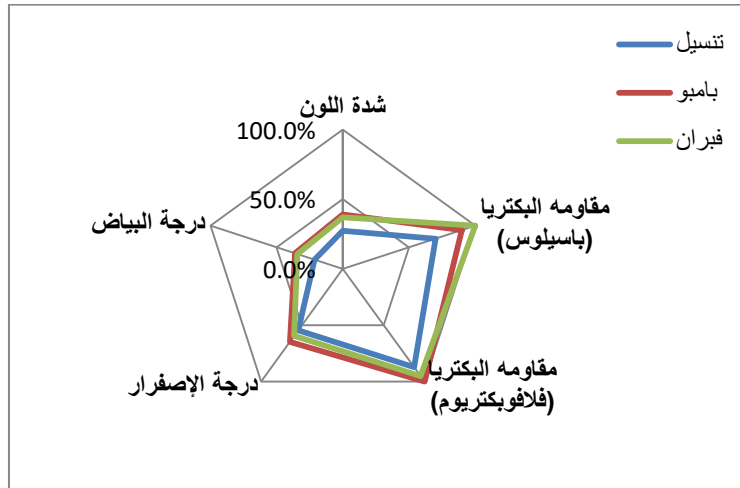 تنسيل
بامبو
فبران
شدة اللون
100.0%
50.0%
0.0%
مقاومه البكتريا
(باسيلوس)
مقاومه البكتريا
(فلافوبكتريوم)
درجة الإصفرار
درجة البياض